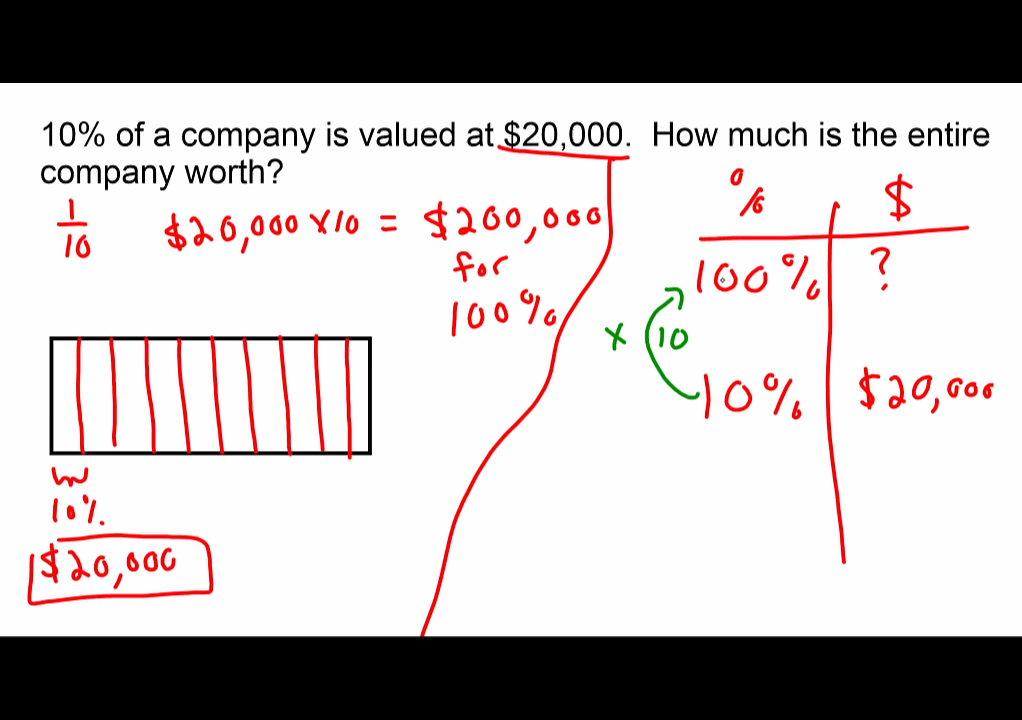 10% of a company is valued at $20,000. How much is the entire
company worth?
1/10 $20,000 x10 = $200,000
for
100%
10%
$20,000
% $
100% ?
x 10
10% $20,000